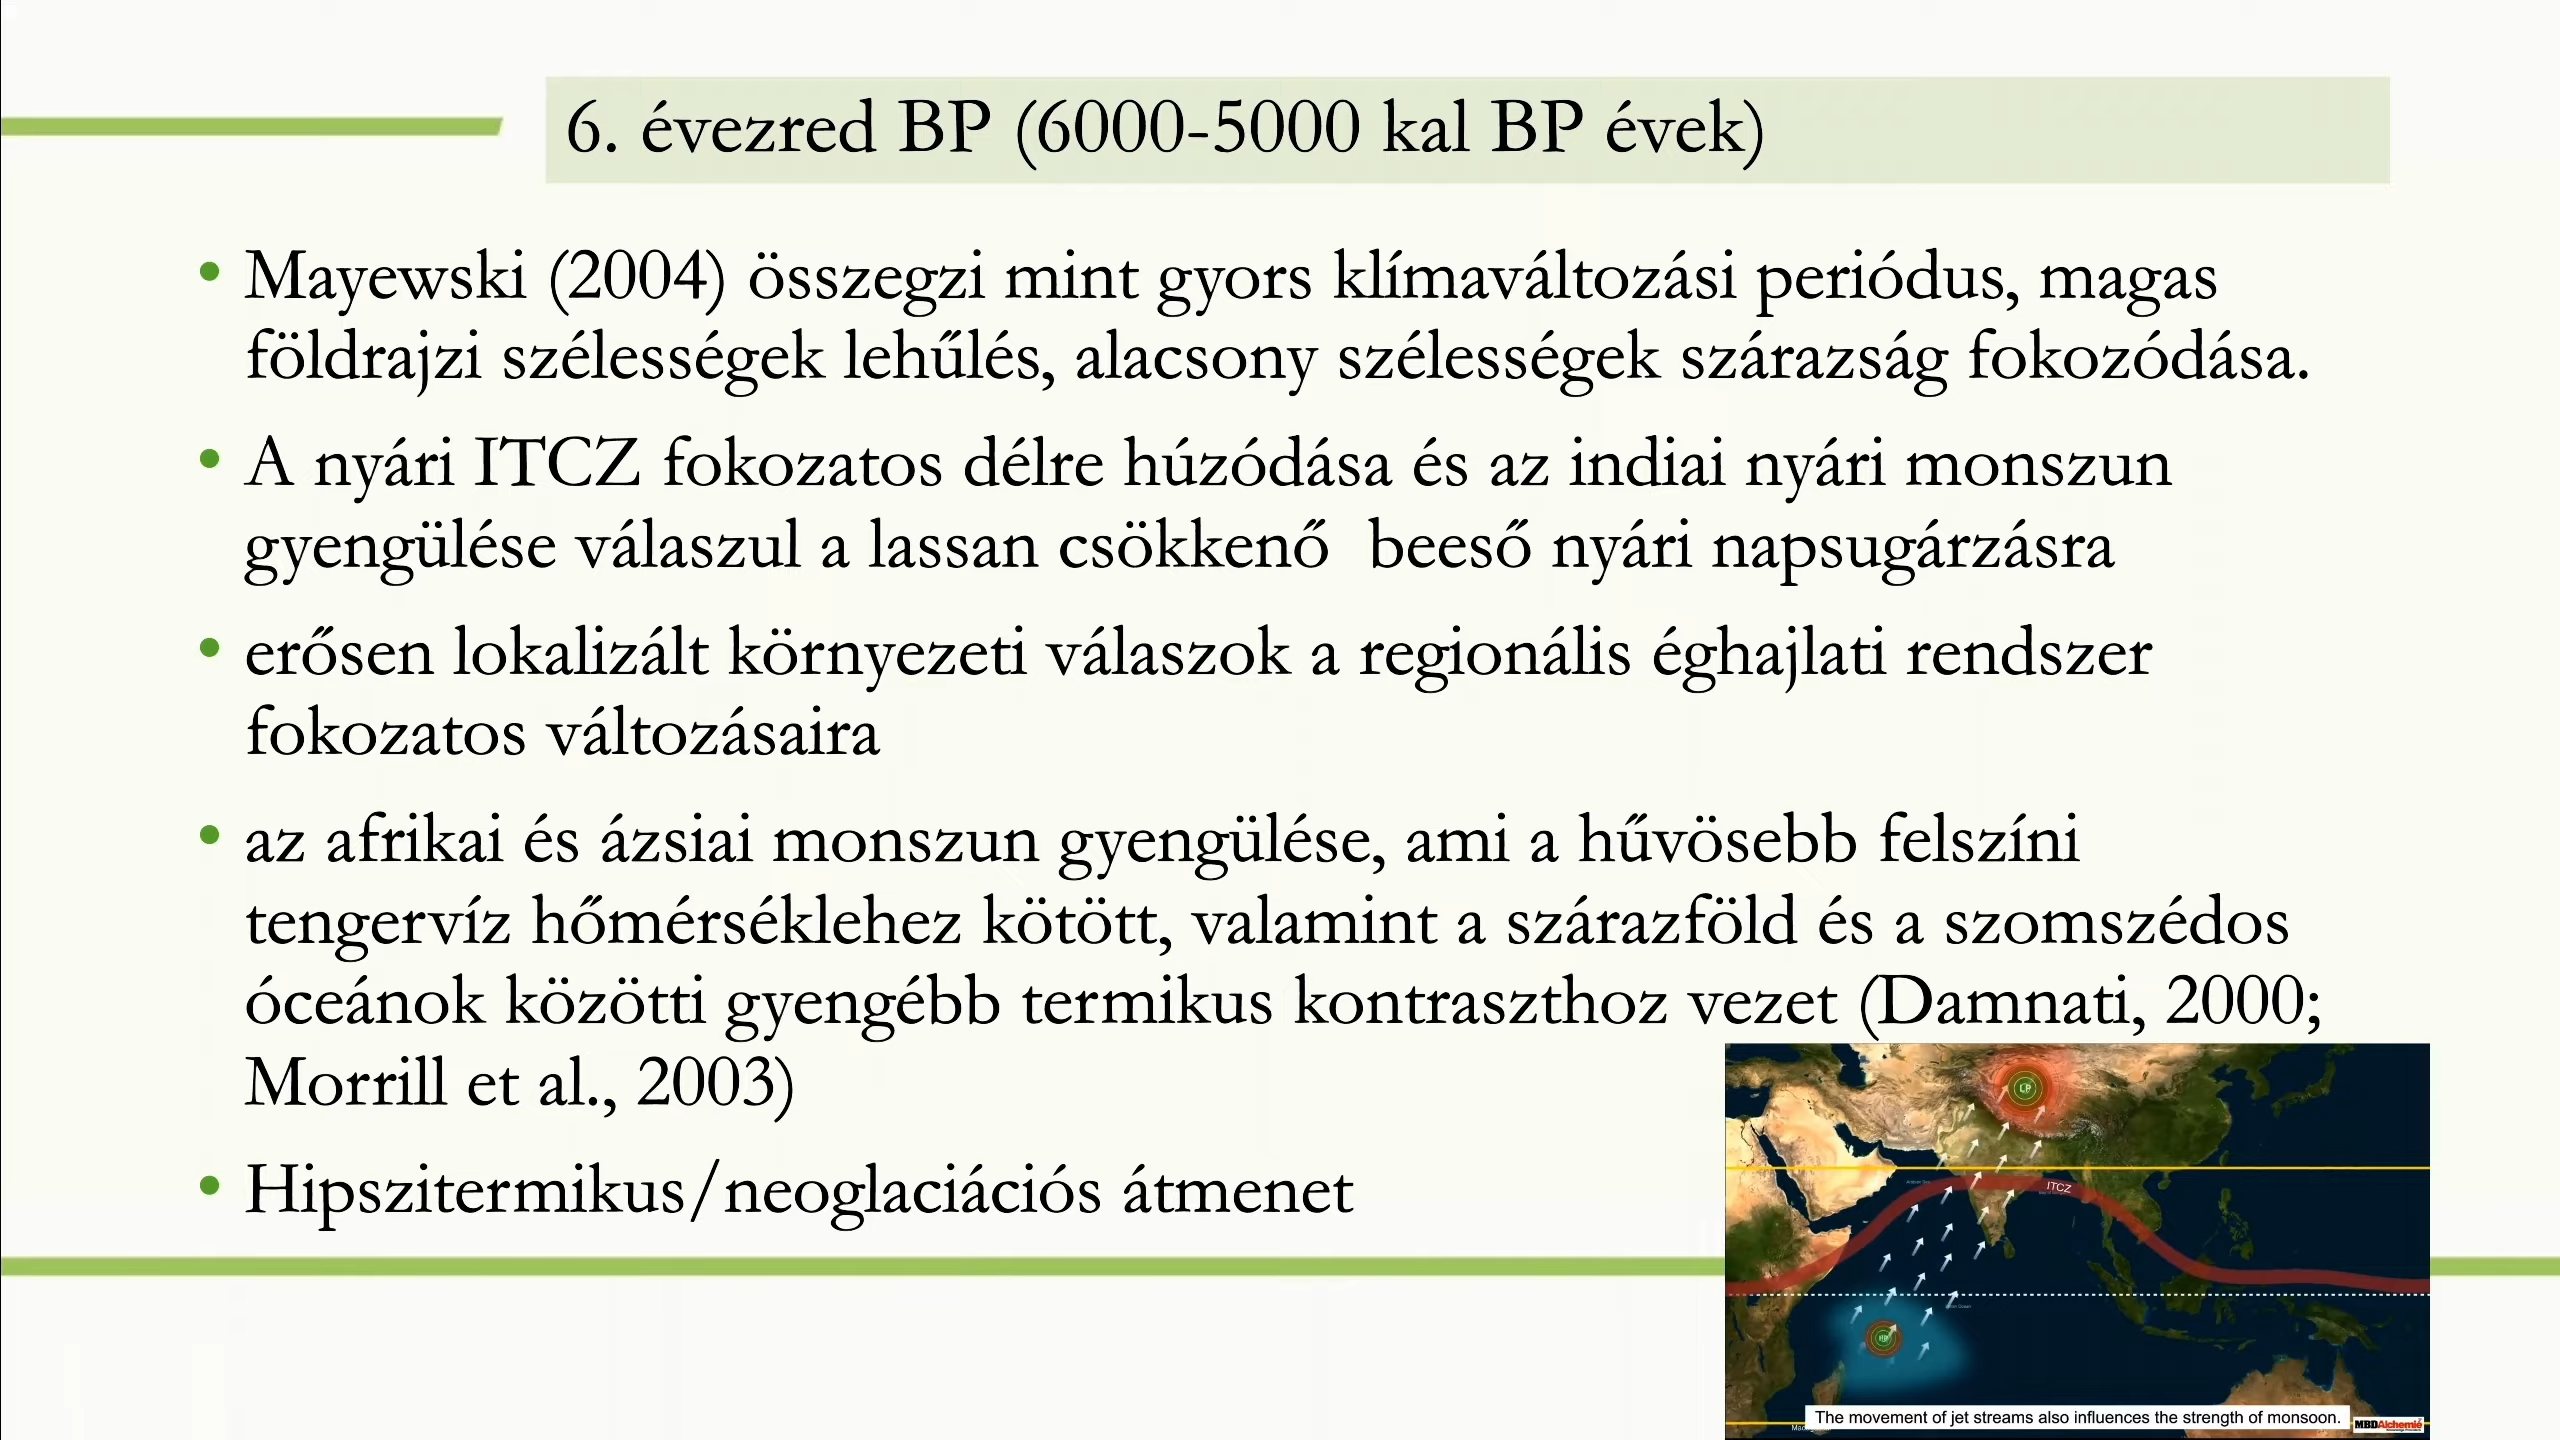 6. évezred BP (6000-5000 kal BP évek)
• Mayewski (2004) összegzi mint gyors klímaváltozási periódus, magas
földrajzi szélességek lehűlés, alacsony szélességek szárazság fokozódása.
• A nyári ITCZ fokozatos délre húzódása és az indiai nyári monszun
gyengülése válaszul a lassan csökkenő  beeső nyári napsugárzásra
• erősen lokalizált környezeti válaszok a regionális éghajlati rendszer
fokozatos változásaira
• az afrikai és ázsiai monszun gyengülése, ami a hűvösebb felszíni
tengervíz hőmérséklehez kötött, valamint a szárazföld és a szomszédos
óceánok közötti gyengébb termikus kontraszthoz vezet (Damnati, 2000;
Morrill et al., 2003)
• Hipszitermikus/neoglaciációs átmenet
LP
ITCZ
The movement of jet streams also influences the strength of monsoon.
MBDAlchemie